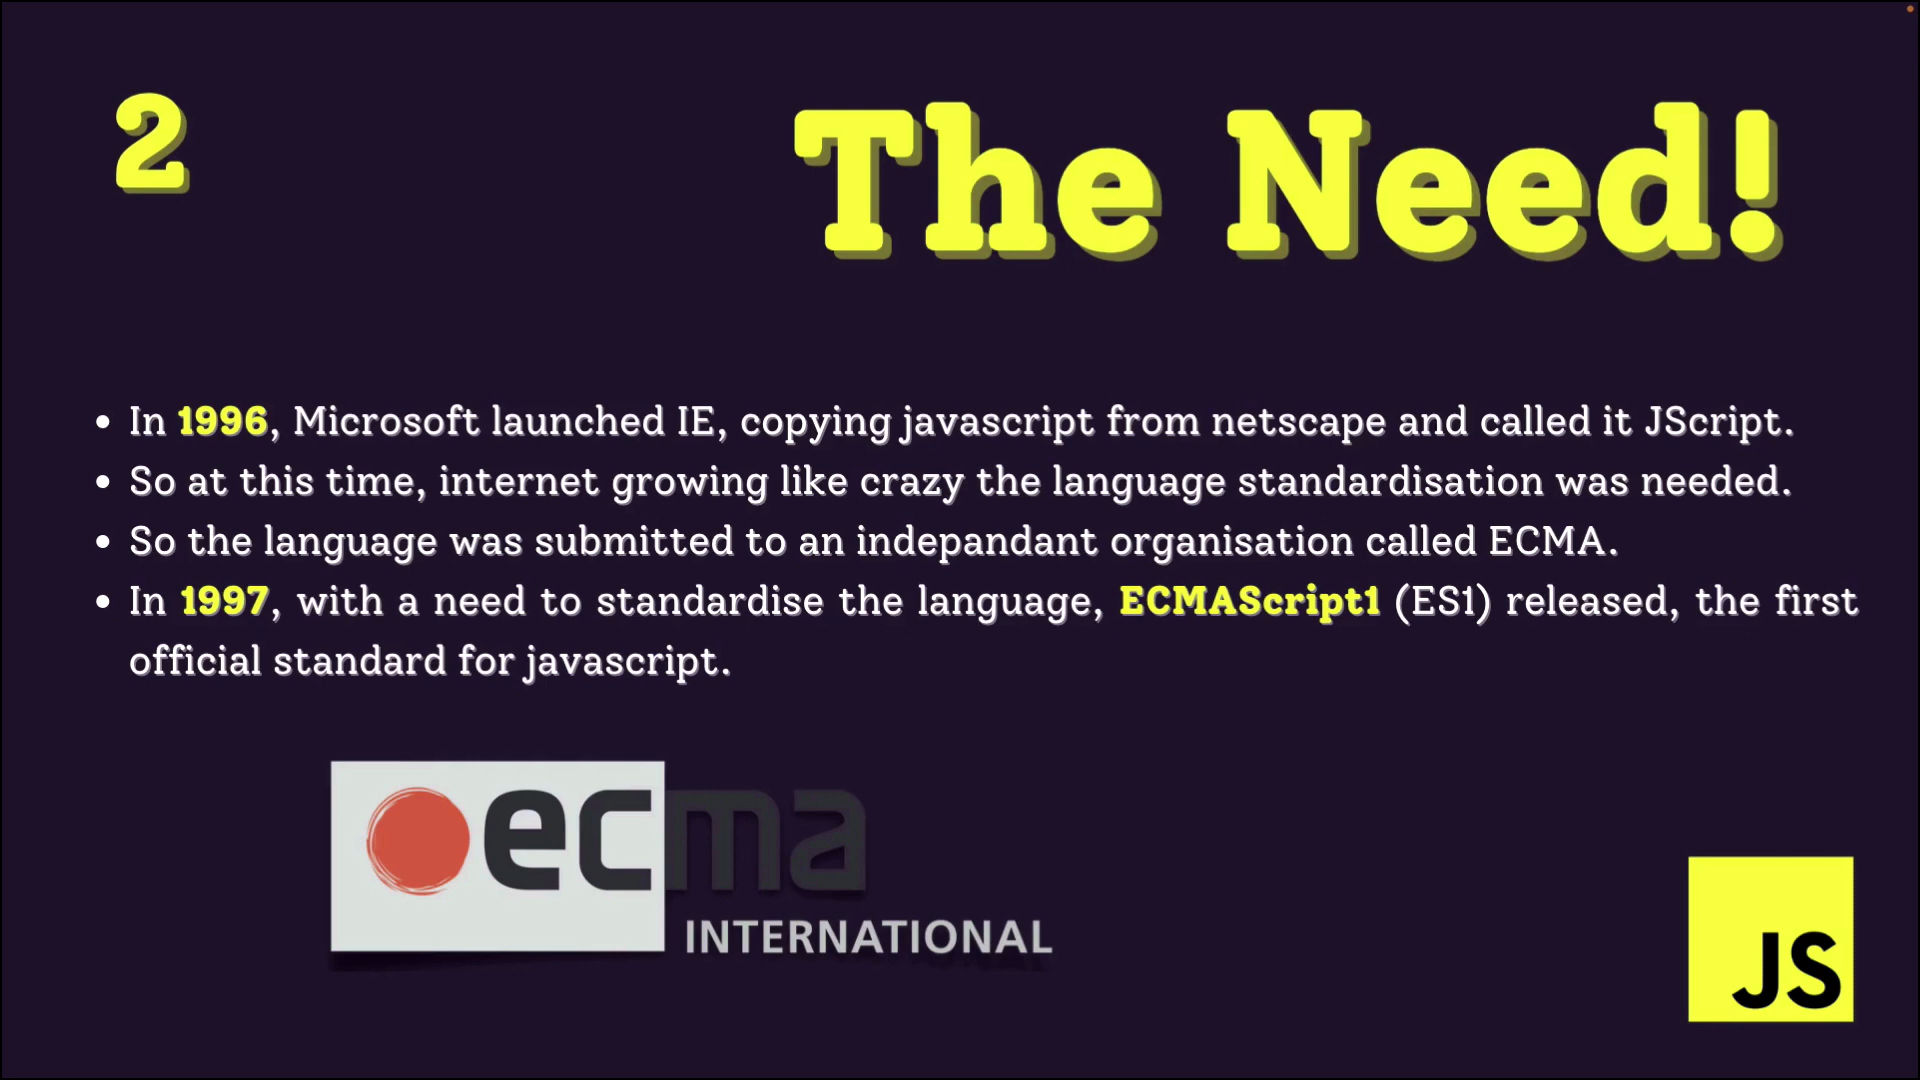 2
The Need!
• In 1996, Microsoft launched IE, copying javascript from netscape and called it JScript.
• So at this time, internet growing like crazy the language standardisation was needed.
• So the language was submitted to an indepandant organisation called ECMA.
• In 1997, with a need to standardise the language, ECMAScript1 (ES1) released, the first
official standard for javascript.
ecma
INTERNATIONAL
JS